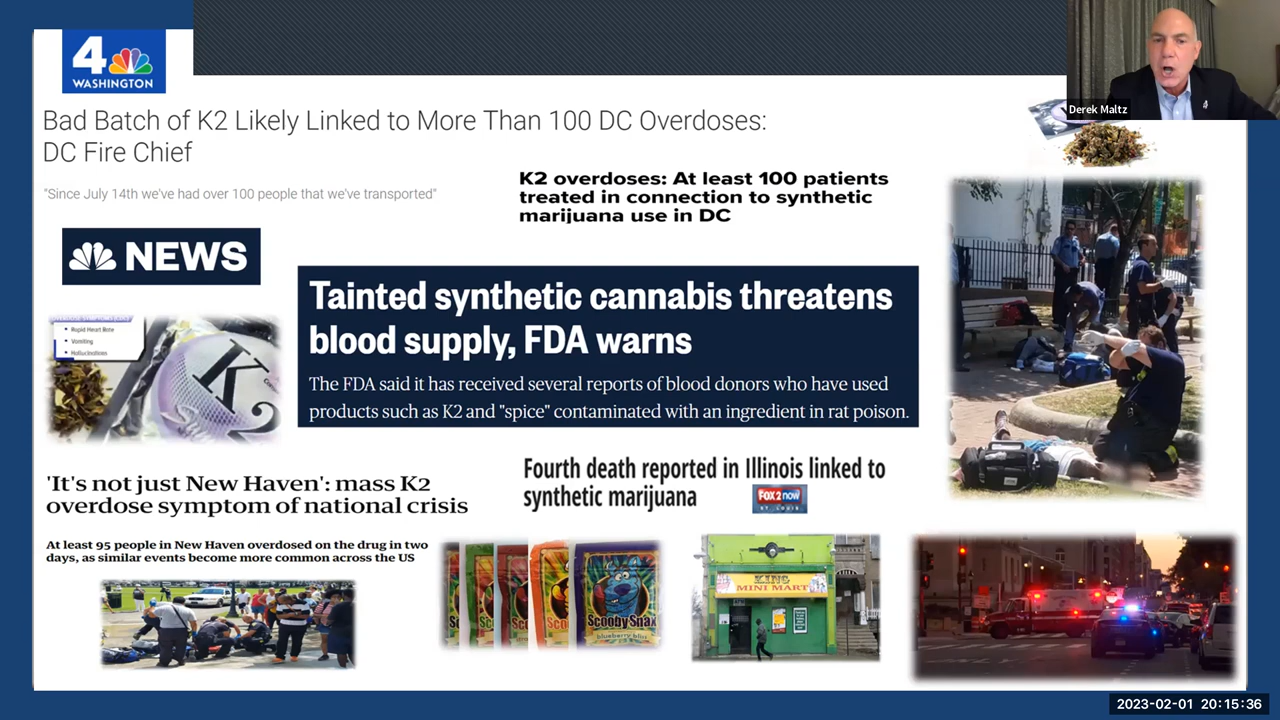 4
WASHINGTON
Derek Maltz
Bad Batch of K2 Likely Linked to More Than 100 DC Overdoses:
DC Fire Chief
"Since July 14th we've had over 100 people that we've transported"
K2 overdoses: At least 100 patients
treated in connection to synthetic
marijuana use in DC
NEWS
Tainted synthetic cannabis threatens
blood supply, FDA warns
The FDA said it has received several reports of blood donors who have used
products such as K2 and "spice" contaminated with an ingredient in rat poison.
Rapid Heart Rate
Vomiting
Hallucinations
K2
'It's not just New Haven': mass K2
overdose symptom of national crisis
At least 95 people in New Haven overdosed on the drug in two
days, as similar events become more common across the US
Fourth death reported in Illinois linked to
synthetic marijuana
FOX 2 now
ST. LOUIS
Scooby Snax
blueberry
KING
MINI MART
2023-02-01 20:15:36